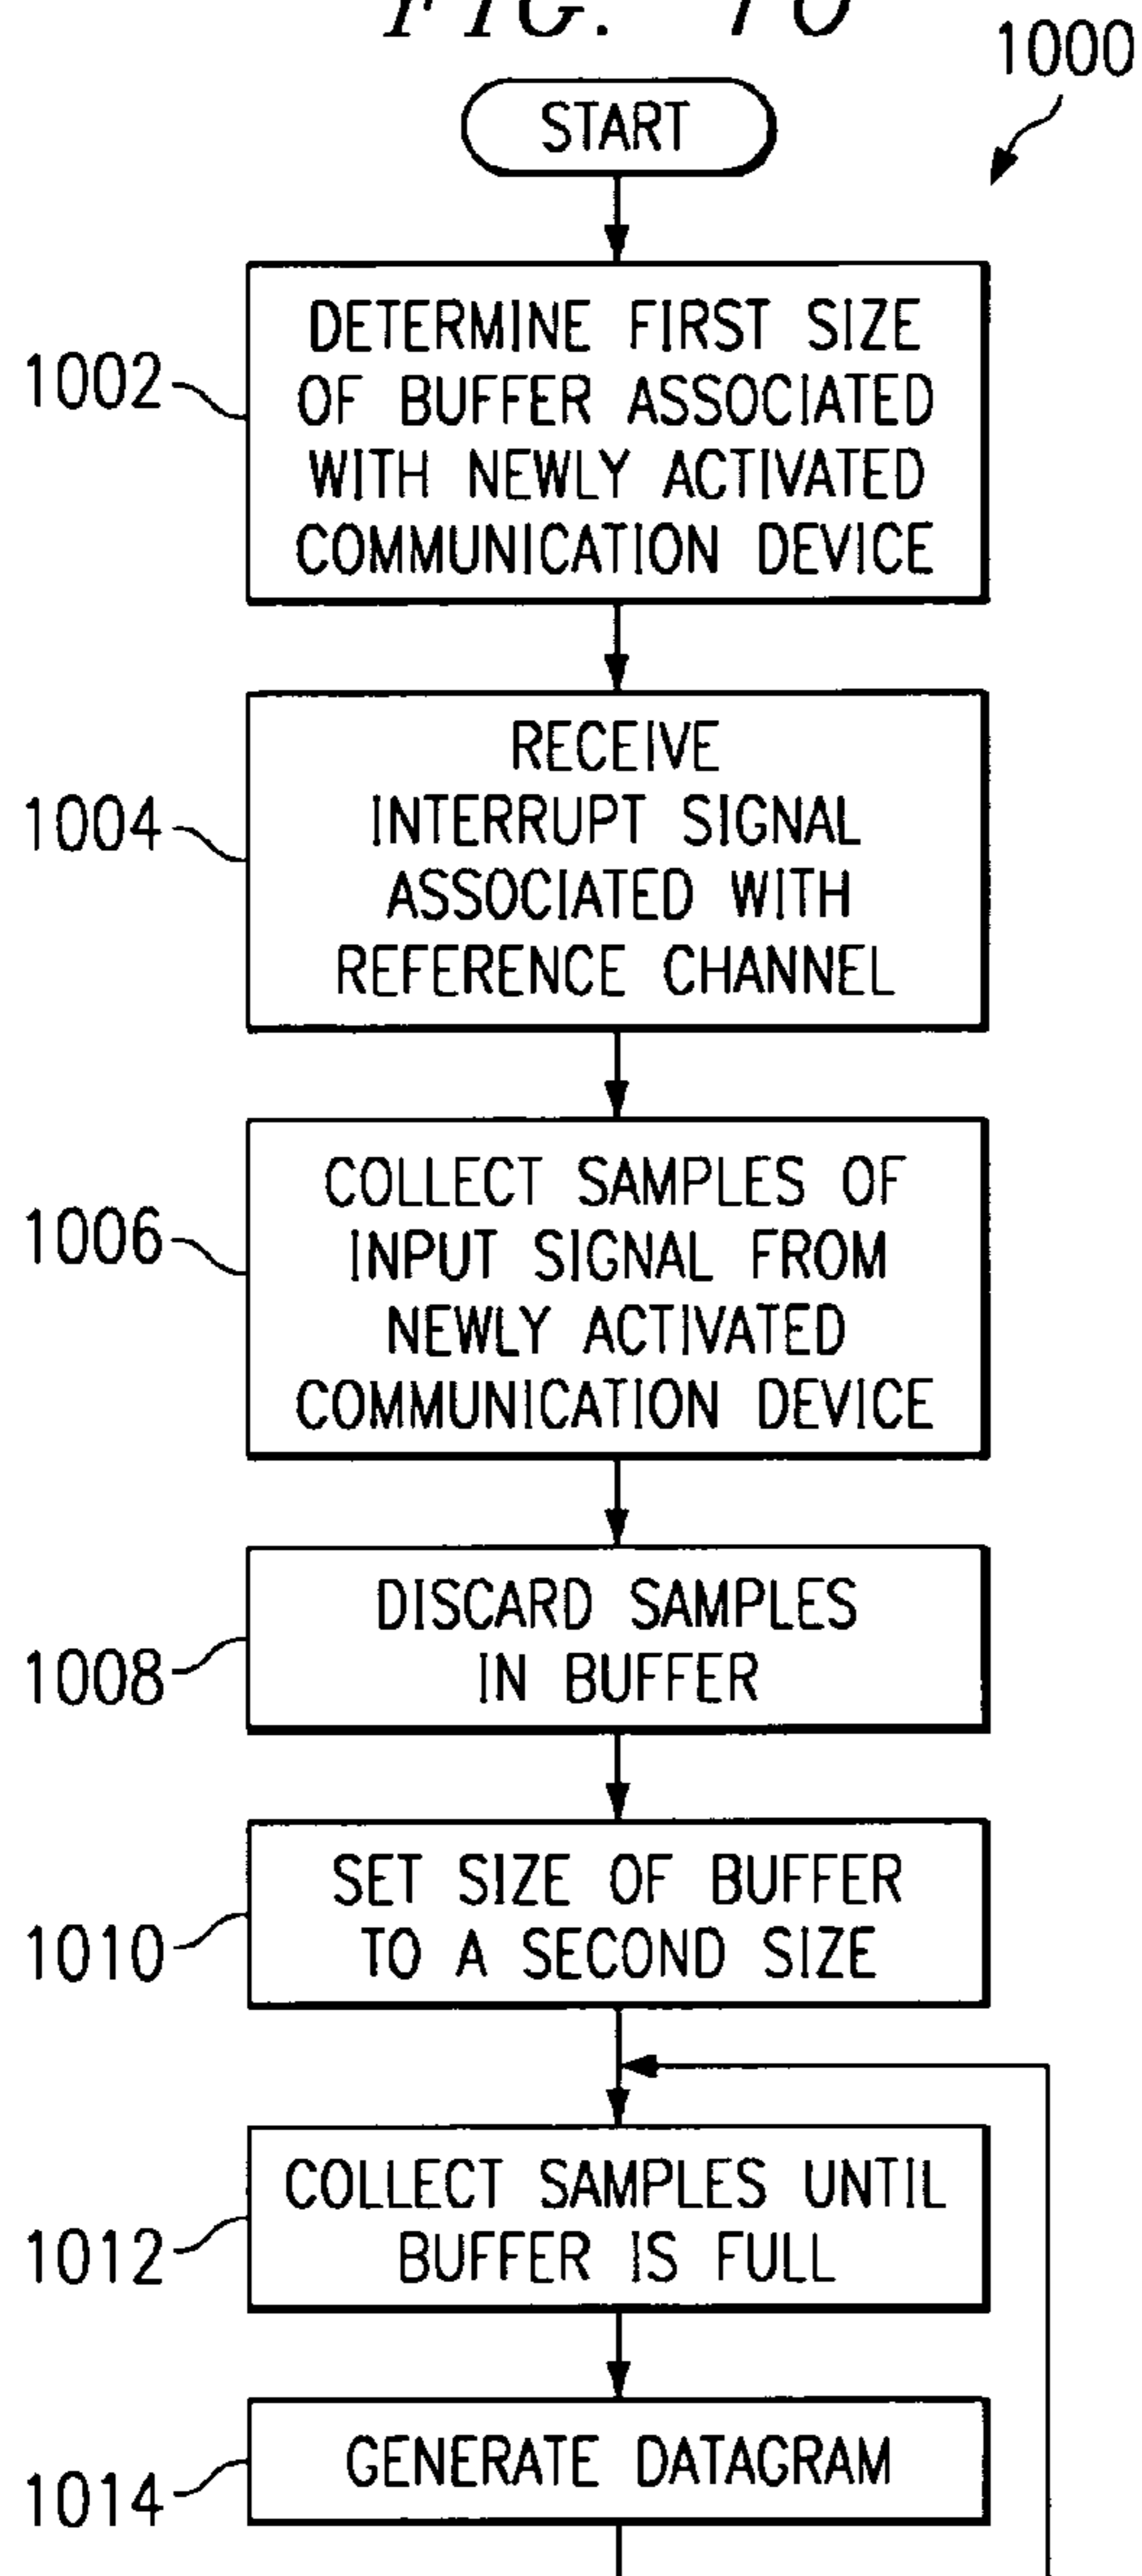 FIG. 10
1000
START
1002
DETERMINE FIRST SIZE
OF BUFFER ASSOCIATED
WITH NEWLY ACTIVATED
COMMUNICATION DEVICE
1004
RECEIVE
INTERRUPT SIGNAL
ASSOCIATED WITH
REFERENCE CHANNEL
1006
COLLECT SAMPLES OF
INPUT SIGNAL FROM
NEWLY ACTIVATED
COMMUNICATION DEVICE
1008
DISCARD SAMPLES
IN BUFFER
1010
SET SIZE OF BUFFER
TO A SECOND SIZE
1012
COLLECT SAMPLES UNTIL
BUFFER IS FULL
1014
GENERATE DATAGRAM